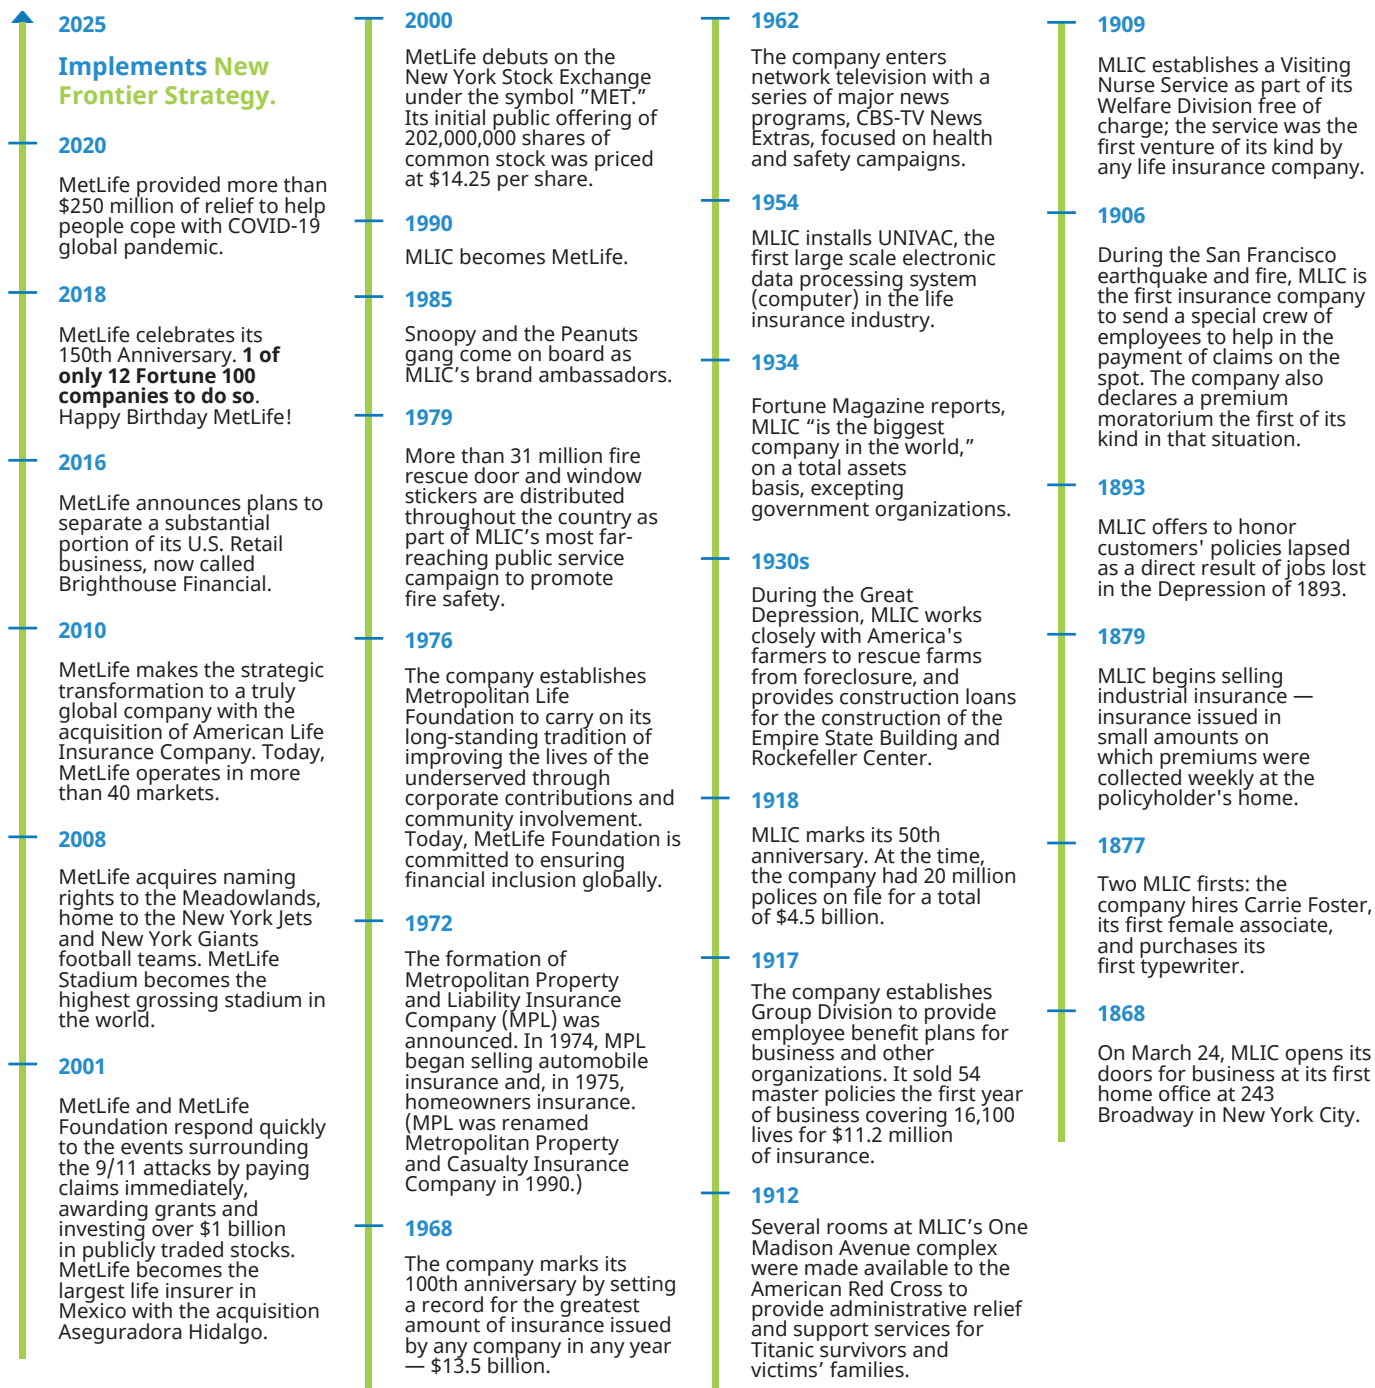 2025
Implements New
Frontier Strategy.
2020
MetLife provided more than
$250 million of relief to help
people cope with COVID-19
global pandemic.
2018
MetLife celebrates its
150th Anniversary. 1 of
only 12 Fortune 100
companies to do so.
Happy Birthday MetLife!
2016
MetLife announces plans to
separate a substantial
portion of its U.S. Retail
business, now called
Brighthouse Financial.
2010
MetLife makes the strategic
transformation to a truly
global company with the
acquisition of American Life
Insurance Company. Today,
MetLife operates in more
than 40 markets.
2008
MetLife acquires naming
rights to the Meadowlands,
home to the New York Jets
and New York Giants
football teams. MetLife
Stadium becomes the
highest grossing stadium in
the world.
2001
MetLife and MetLife
Foundation respond quickly
to the events surrounding
the 9/11 attacks by paying
claims immediately,
awarding grants and
investing over $1 billion
in publicly traded stocks.
MetLife becomes the
largest life insurer in
Mexico with the acquisition
Aseguradora Hidalgo.
2000
MetLife debuts on the
New York Stock Exchange
under the symbol ”MET.”
Its initial public offering of
202,000,000 shares of
common stock was priced
at $14.25 per share.
1990
MLIC becomes MetLife.
1985
Snoopy and the Peanuts
gang come on board as
MLIC’s brand ambassadors.
1979
More than 31 million fire
rescue door and window
stickers are distributed
throughout the country as
part of MLIC’s most far-
reaching public service
campaign to promote
fire safety.
1976
The company establishes
Metropolitan Life
Foundation to carry on its
long-standing tradition of
improving the lives of the
underserved through
corporate contributions and
community involvement.
Today, MetLife Foundation is
committed to ensuring
financial inclusion globally.
1972
The formation of
Metropolitan Property
and Liability Insurance
Company (MPL) was
announced. In 1974, MPL
began selling automobile
insurance and, in 1975,
homeowners insurance.
(MPL was renamed
Metropolitan Property
and Casualty Insurance
Company in 1990.)
1968
The company marks its
100th anniversary by setting
a record for the greatest
amount of insurance issued
by any company in any year
— $13.5 billion.
1962
The company enters
network television with a
series of major news
programs, CBS-TV News
Extras, focused on health
and safety campaigns.
1954
MLIC installs UNIVAC, the
first large scale electronic
data processing system
(computer) in the life
insurance industry.
1934
Fortune Magazine reports,
MLIC “is the biggest
company in the world,”
on a total assets
basis, excepting
government organizations.
1930s
During the Great
Depression, MLIC works
closely with America's
farmers to rescue farms
from foreclosure, and
provides construction loans
for the construction of the
Empire State Building and
Rockefeller Center.
1918
MLIC marks its 50th
anniversary. At the time,
the company had 20 million
polices on file for a total
of $4.5 billion.
1917
The company establishes
Group Division to provide
employee benefit plans for
business and other
organizations. It sold 54
master policies the first year
of business covering 16,100
lives for $11.2 million
of insurance.
1912
Several rooms at MLIC’s One
Madison Avenue complex
were made available to the
American Red Cross to
provide administrative relief
and support services for
Titanic survivors and
victims’ families.
1909
MLIC establishes a Visiting
Nurse Service as part of its
Welfare Division free of
charge; the service was the
first venture of its kind by
any life insurance company.
1906
During the San Francisco
earthquake and fire, MLIC is
the first insurance company
to send a special crew of
employees to help in the
payment of claims on the
spot. The company also
declares a premium
moratorium the first of its
kind in that situation.
1893
MLIC offers to honor
customers' policies lapsed
as a direct result of jobs lost
in the Depression of 1893.
1879
MLIC begins selling
industrial insurance —
insurance issued in
small amounts on
which premiums were
collected weekly at the
policyholder's home.
1877
Two MLIC firsts: the
company hires Carrie Foster,
its first female associate,
and purchases its
first typewriter.
1868
On March 24, MLIC opens its
doors for business at its first
home office at 243
Broadway in New York City.